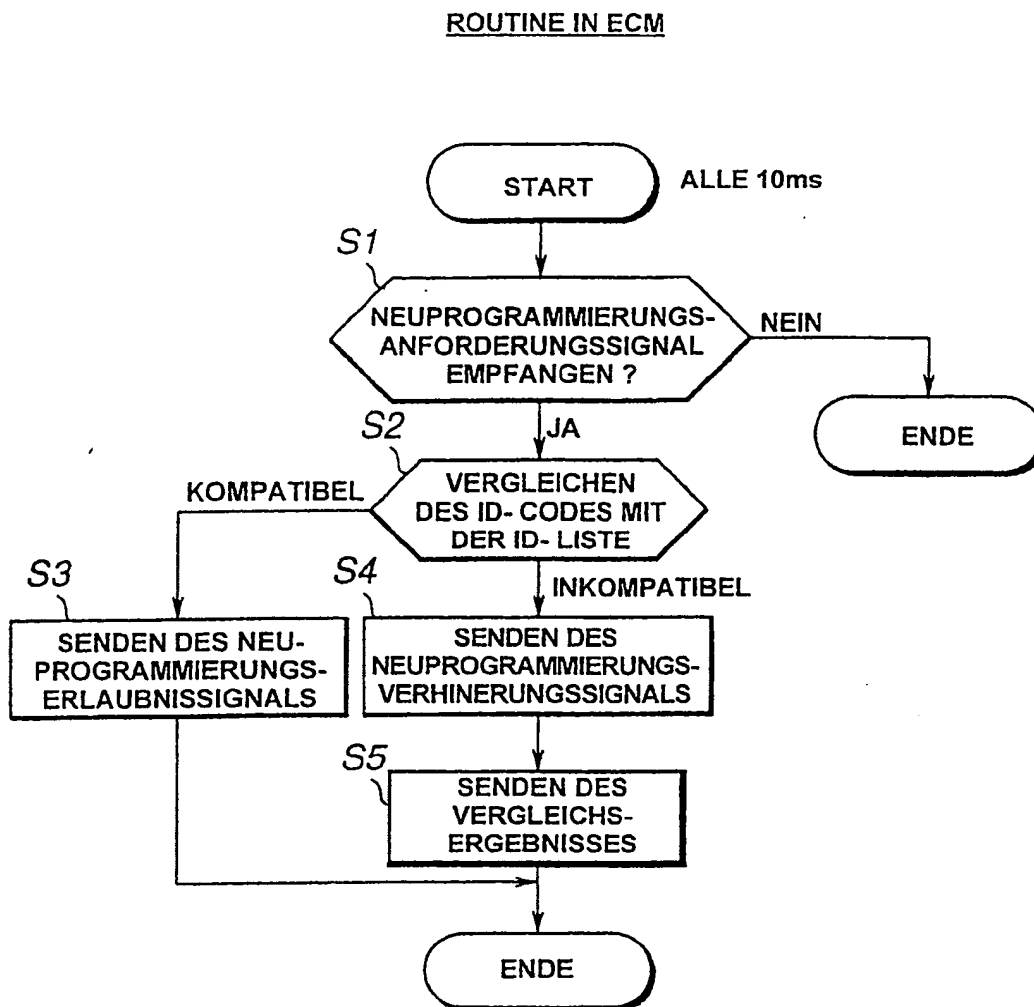 ROUTINE IN ECM
START
ALLE 10ms
S1
NEUPROGRAMMIERUNGS-
ANFORDERUNGSSIGNAL
EMPFANGEN ?
NEIN
ENDE
JA
S2
VERGLEICHEN
DES ID- CODES MIT
DER ID- LISTE
KOMPATIBEL
INKOMPATIBEL
S3
SENDEN DES NEU-
PROGRAMMIERUNGS-
ERLAUBNISSIGNALS
S4
SENDEN DES
NEUPROGRAMMIERUNGS-
VERHINERUNGSSIGNALS
S5
SENDEN DES
VERGLEICHS-
ERGEBNISSES
ENDE